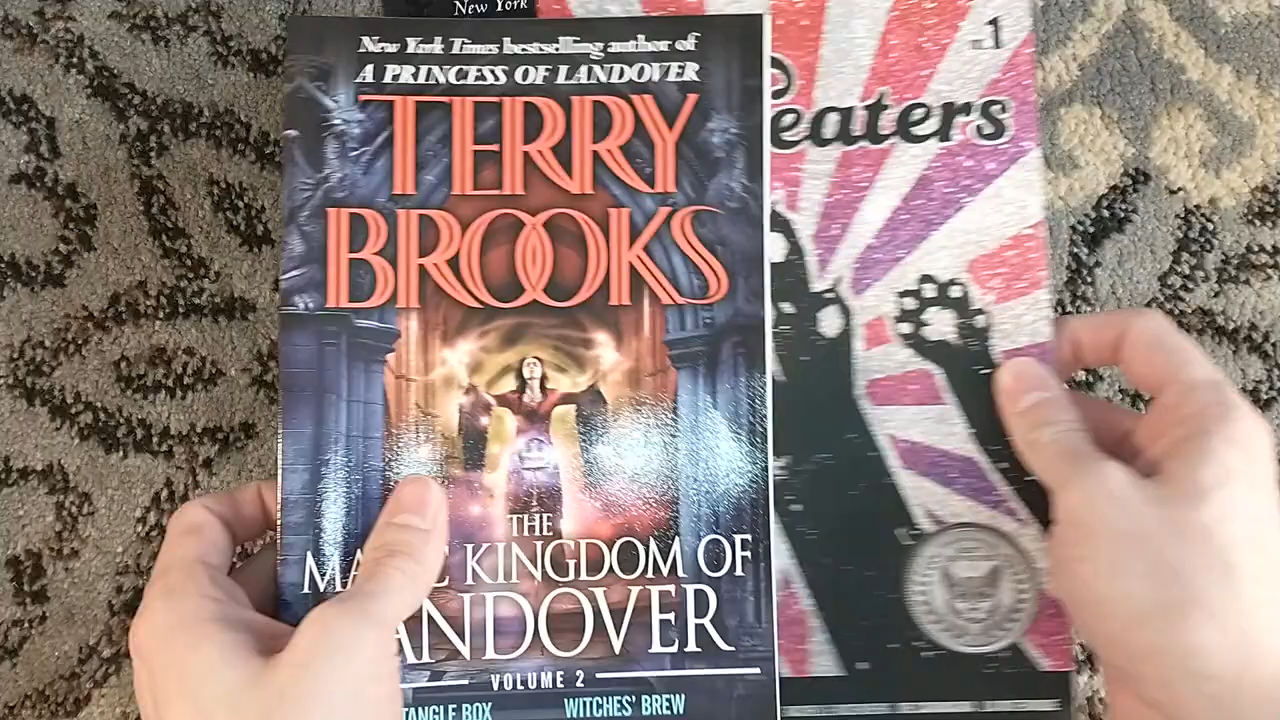 New York
New York Times bestselling author of
A PRINCESS OF LANDOVER
TERRY
BROOKS
THE
MA C KINGDOM OF
ANDOVER
VOLUME 2
TANGLE BOX WITCHES' BREW
.1
eaters